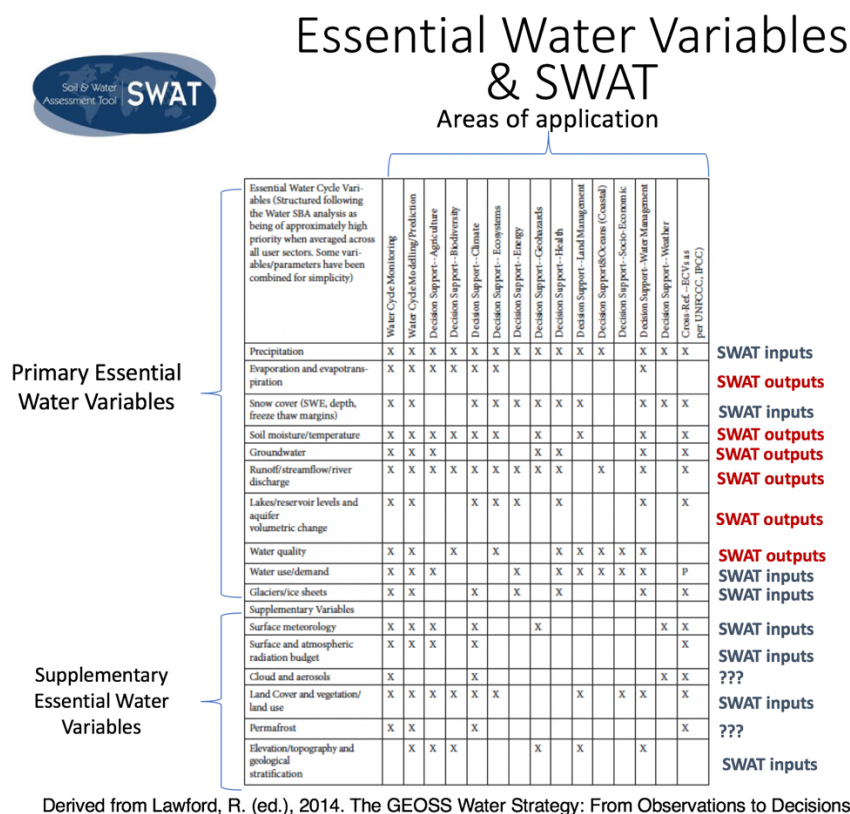 Essential Water Variables
& SWAT
Soil & Water
Assessment Tool
SWAT
Areas of application
Essential Water Cycle Vari-
ables (Structured following
the Water SBA analysis as
being of approximately high
priority when averaged across
all user sectors. Some vari-
ables/parameters have been
combined for simplicity)
Water Cycle Monitoring
Water Cycle Modelling/Prediction
Decision Support--Agriculture
Decision Support--Biodiversity
Decision Support--Climate
Decision Support--Ecosystems
Decision Support--Energy
Decision Support--Geohazards
Decision Support--Health
Decision Support--Land Management
Decision Support&Oceans (Coastal)
Decision Support--Socio-Economic
Decision Support--Water Management
Decision Support--Weather
Cross-Ref.--ECVs as
per UNFCCC, IPCC)
Primary Essential
Water Variables
Precipitation X X X X X X X X X X X X X X SWAT inputs
Evaporation and evapotrans- X X X X X X X
piration SWAT outputs
Snow cover (SWE, depth, X X X X X X X X X X X SWAT inputs
freeze thaw margins)
Soil moisture/temperature X X X X X X X X X X SWAT outputs
Groundwater X X X X X X X SWAT outputs
Runoff/streamflow/river X X X X X X X X X X X X
discharge SWAT outputs
Lakes/reservoir levels and X X X X X X X X
aquifer
volumetric change SWAT outputs
Water quality X X X X X X X X X SWAT outputs
Water use/demand X X X X X X X X X P SWAT inputs
Glaciers/ice sheets X X X X X X X SWAT inputs
Supplementary
Essential Water
Variables
Supplementary Variables
Surface meteorology X X X X X X X SWAT inputs
Surface and atmospheric X X X X X
radiation budget SWAT inputs
Cloud and aerosols X X X X ???
Land Cover and vegetation/ X X X X X X X X X X
land use SWAT inputs
Permafrost X X X X ???
Elevation/topography and X X X X X X
geological
stratification SWAT inputs
Derived from Lawford, R. (ed.), 2014. The GEOSS Water Strategy: From Observations to Decisions